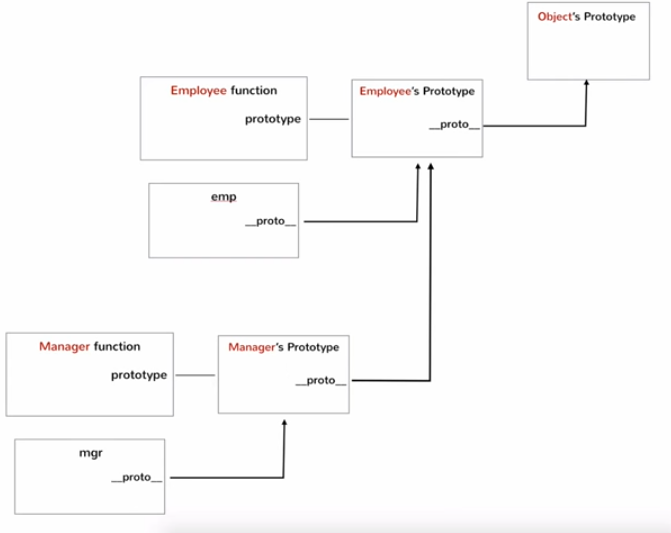 Object's Prototype
Employee function
prototype
Employee's Prototype
__proto__
emp
__proto__
Manager function
prototype
Manager's Prototype
__proto__
mgr
__proto__